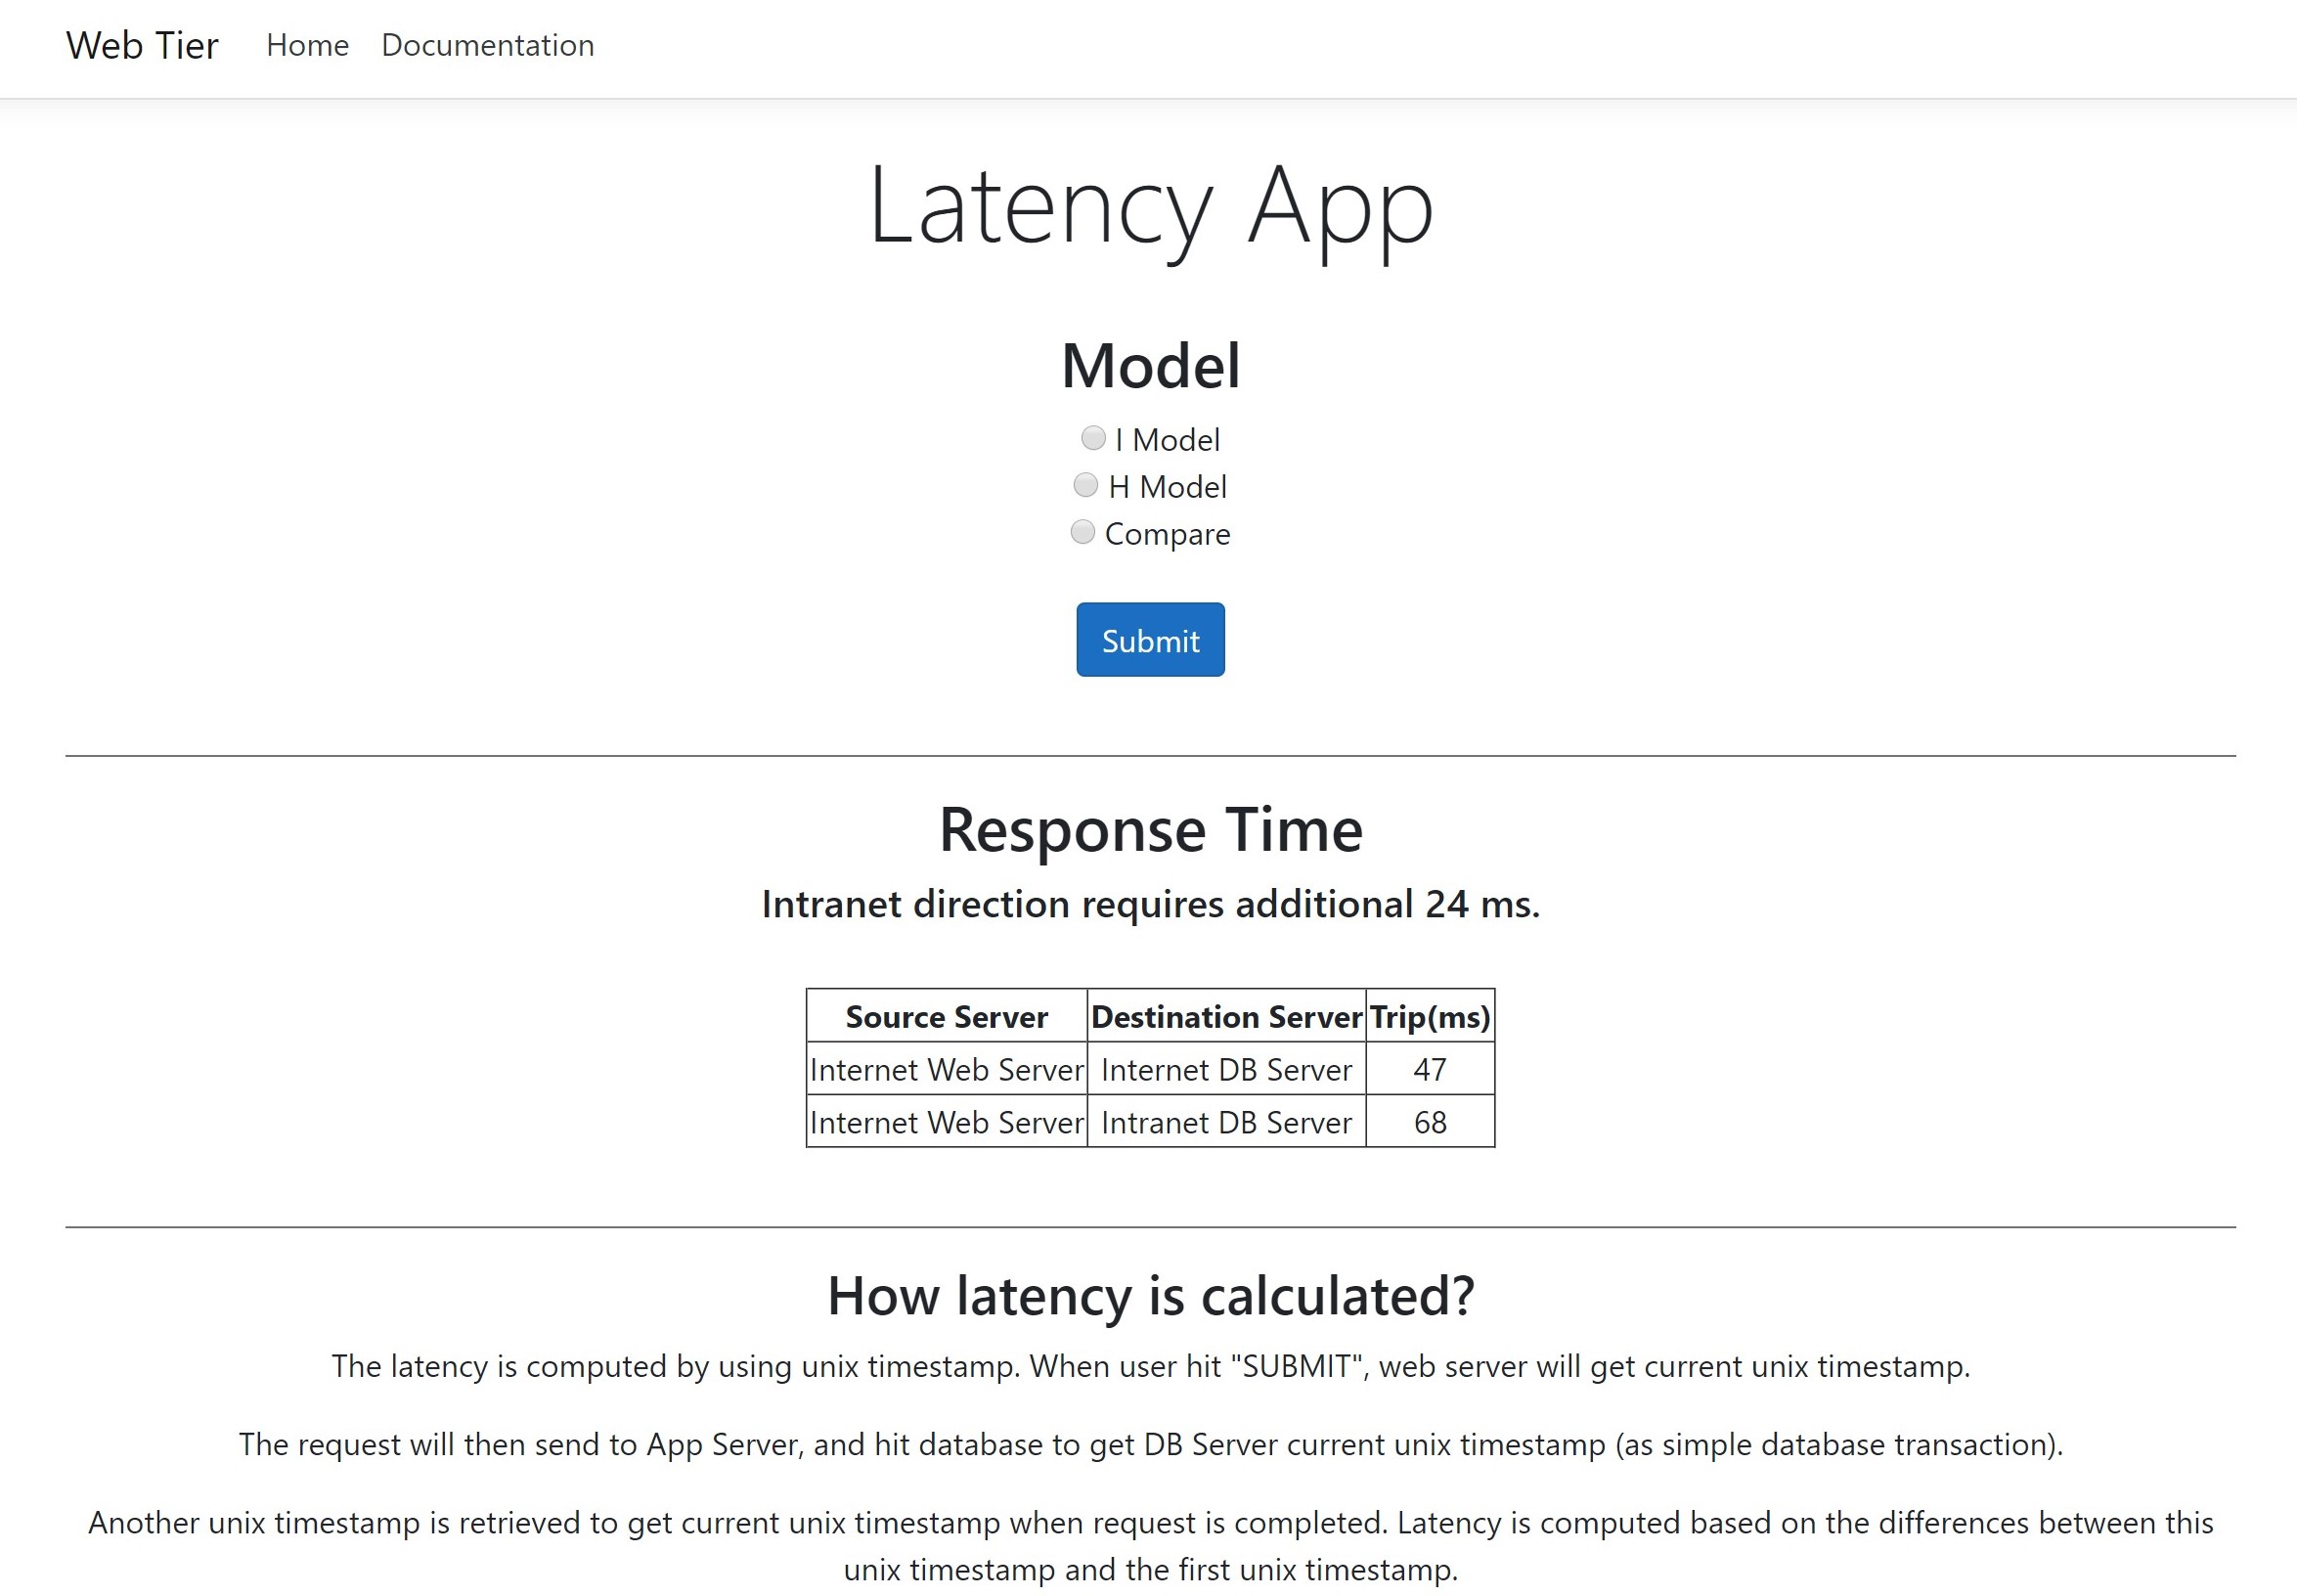 Web Tier Home Documentation
Latency App
Model
I Model
H Model
Compare
Submit
Response Time
Intranet direction requires additional 24 ms.
Source Server Destination Server Trip(ms)
Internet Web Server Internet DB Server 47
Internet Web Server Intranet DB Server 68
How latency is calculated?
The latency is computed by using unix timestamp. When user hit "SUBMIT", web server will get current unix timestamp.
The request will then send to App Server, and hit database to get DB Server current unix timestamp (as simple database transaction).
Another unix timestamp is retrieved to get current unix timestamp when request is completed. Latency is computed based on the differences between this
unix timestamp and the first unix timestamp.